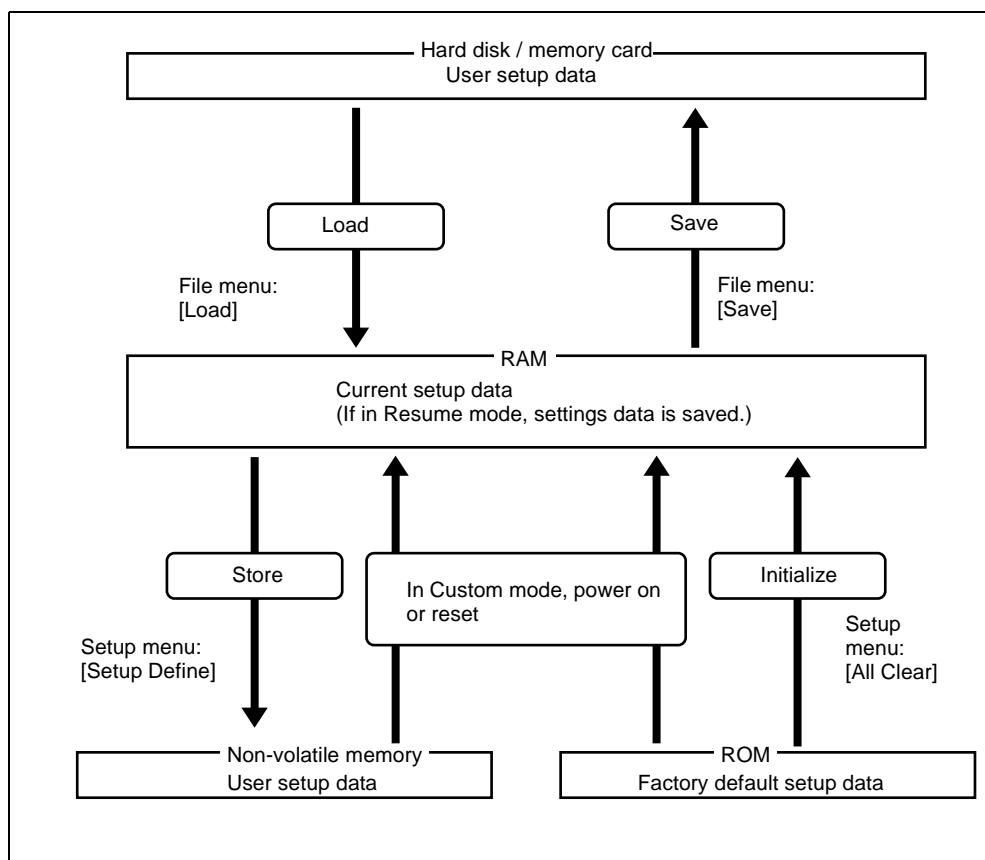 Hard disk / memory card
User setup data
Load
Save
File menu:
[Load]
File menu:
[Save]
RAM
Current setup data
(If in Resume mode, settings data is saved.)
Store
In Custom mode, power on
or reset
Initialize
Setup menu:
[Setup Define]
Setup
menu:
[All Clear]
Non-volatile memory
User setup data
ROM
Factory default setup data